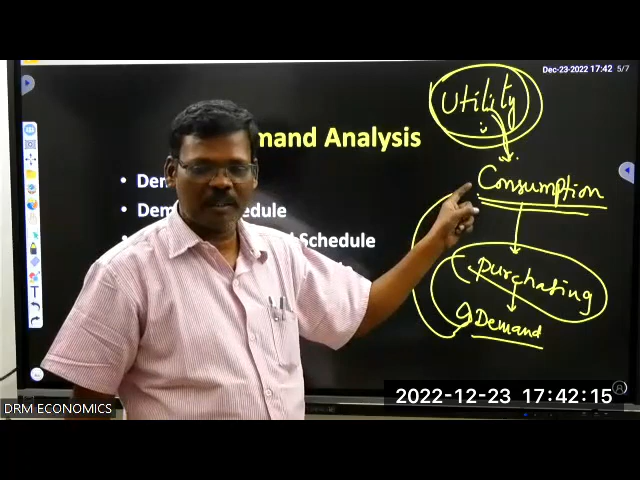 Dec-23-2022 17:42 5/7
Utility
mand Analysis
Consumption
• Dem
• Dem edule
Schedule
Purchasing
Demand
T
2022-12-23 17:42:15
DRM ECONOMICS